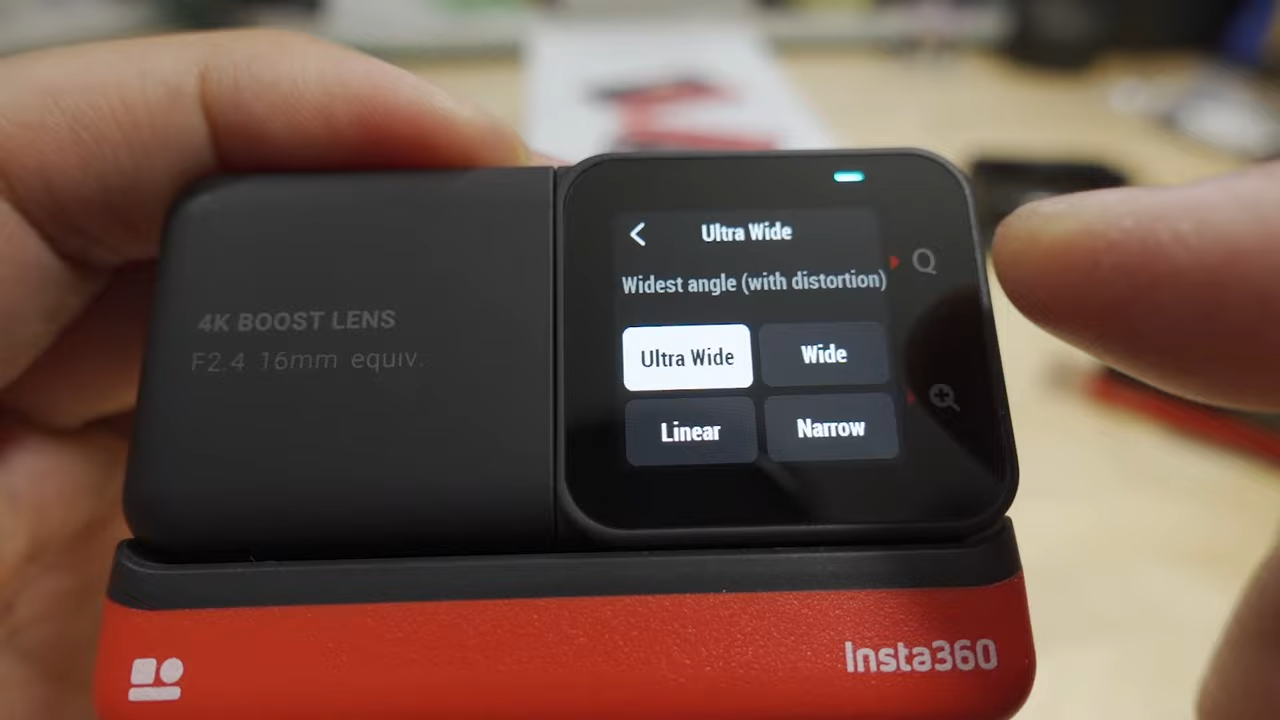 4K BOOST LENS
F2.4 16mm equiv.
Ultra Wide
Widest angle (with distortion)
Ultra Wide
Wide
Linear
Narrow
Insta360